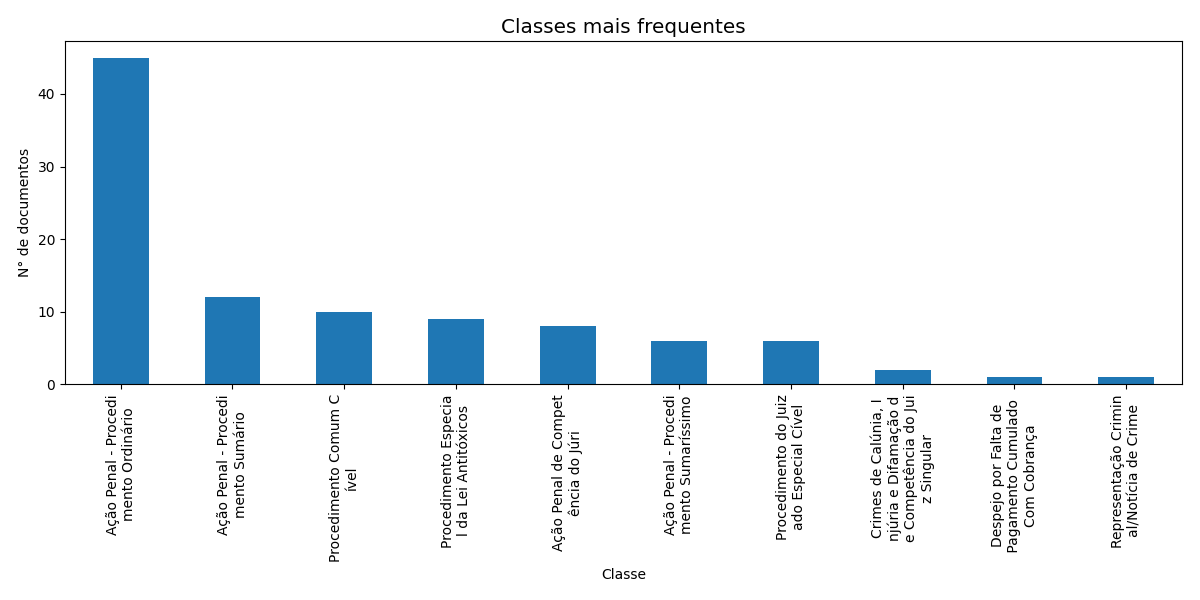 Classes mais frequentes
N° de documentos
40
30
20
10
0
Ação Penal - Procedi
mento Ordinário
Ação Penal - Procedi
mento Sumário
Procedimento Comum C
ível
Procedimento Especia
l da Lei Antitóxicos
Ação Penal de Compet
ência do Júri
Ação Penal - Procedi
mento Sumaríssimo
Procedimento do Juiz
ado Especial Cível
Crimes de Calúnia, I
njúria e Difamação d
e Competência do Jui
z Singular
Despejo por Falta de
Pagamento Cumulado
Com Cobrança
Representação Crimin
al/Notícia de Crime
Classe